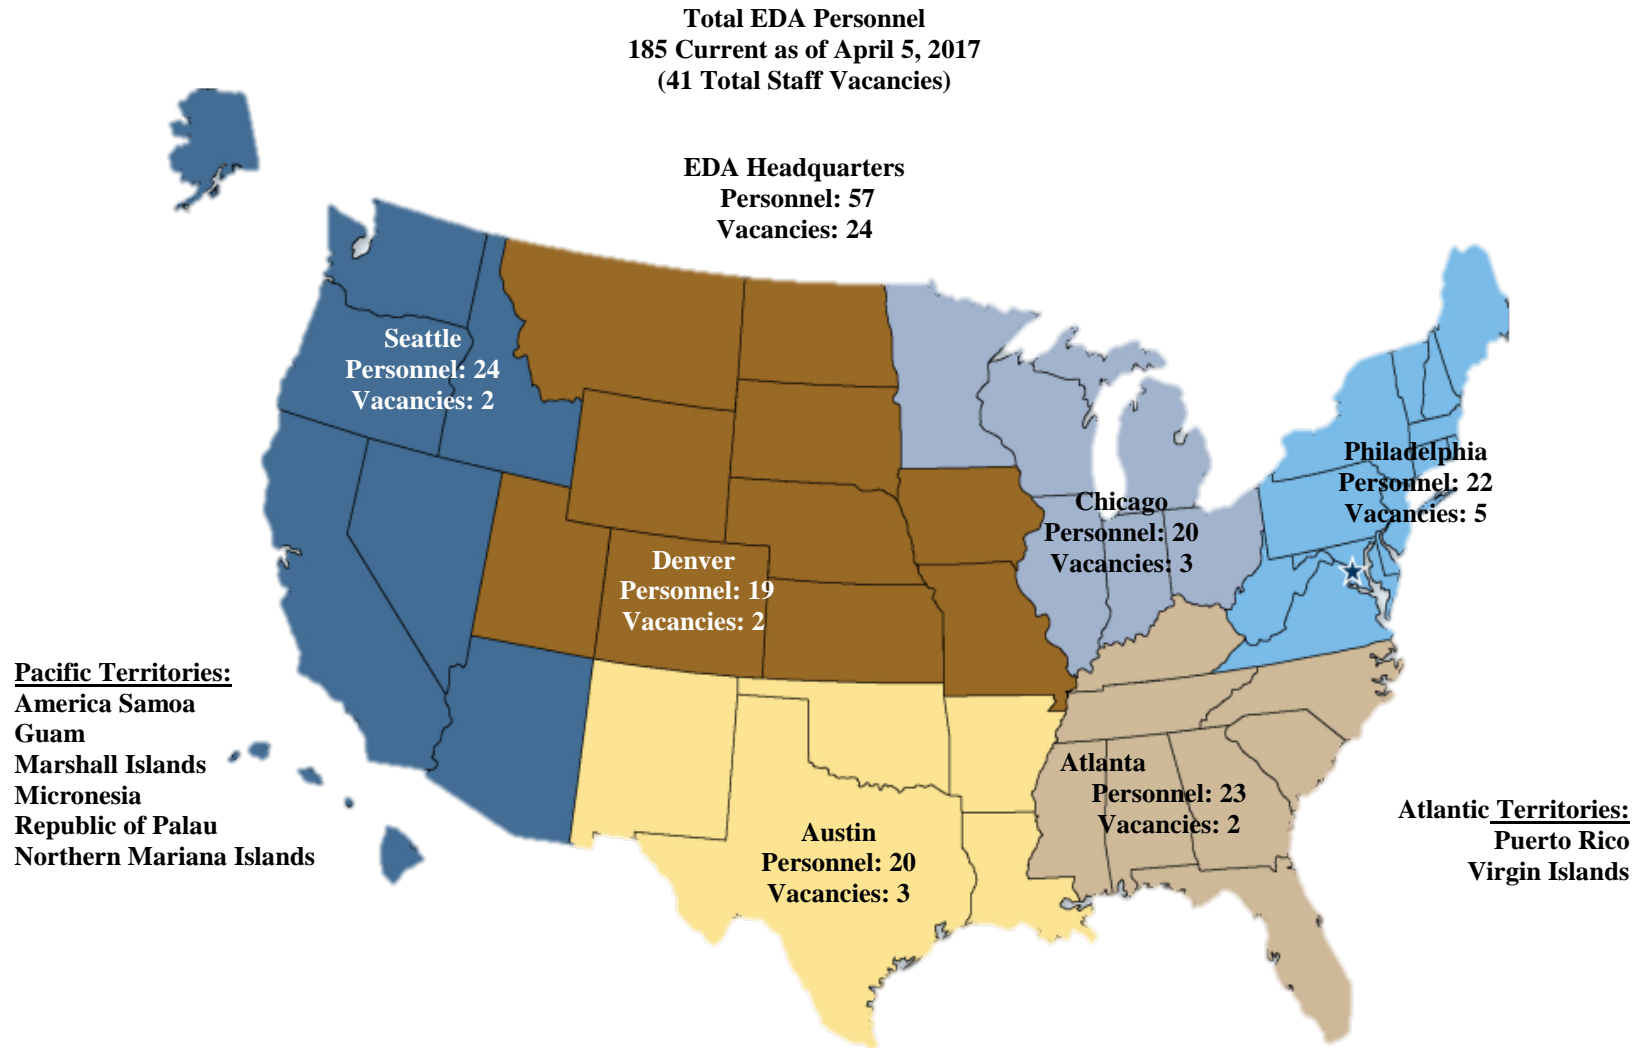 Total EDA Personnel
185 Current as of April 5, 2017
(41 Total Staff Vacancies)
EDA Headquarters
Personnel: 57
Vacancies: 24
Seattle
Personnel: 24
Vacancies: 2
Denver
Personnel: 19
Vacancies: 2
Chicago
Personnel: 20
Vacancies: 3
Philadelphia
Personnel: 22
Vacancies: 5
Pacific Territories:
America Samoa
Guam
Marshall Islands
Micronesia
Republic of Palau
Northern Mariana Islands
Austin
Personnel: 20
Vacancies: 3
Atlanta
Personnel: 23
Vacancies: 2
Atlantic Territories:
Puerto Rico
Virgin Islands